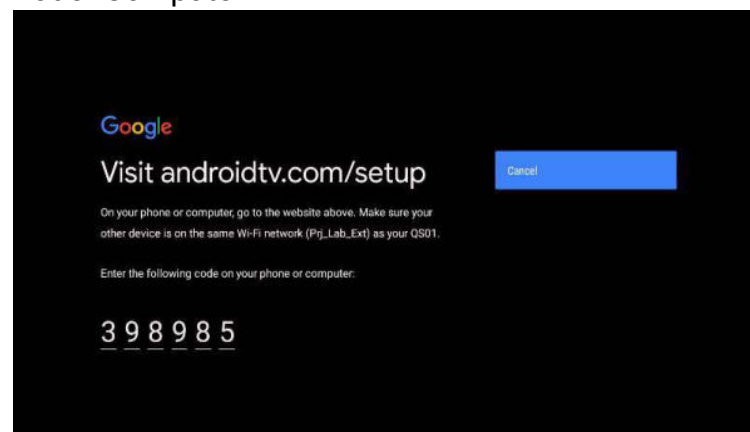 Google
Visit androidtv.com/setup
Cancel
On your phone or computer, go to the website above. Make sure your
other device is on the same Wi-Fi network (Prj_Lab_Ext) as your QS01.
Enter the following code on your phone or computer:
398985